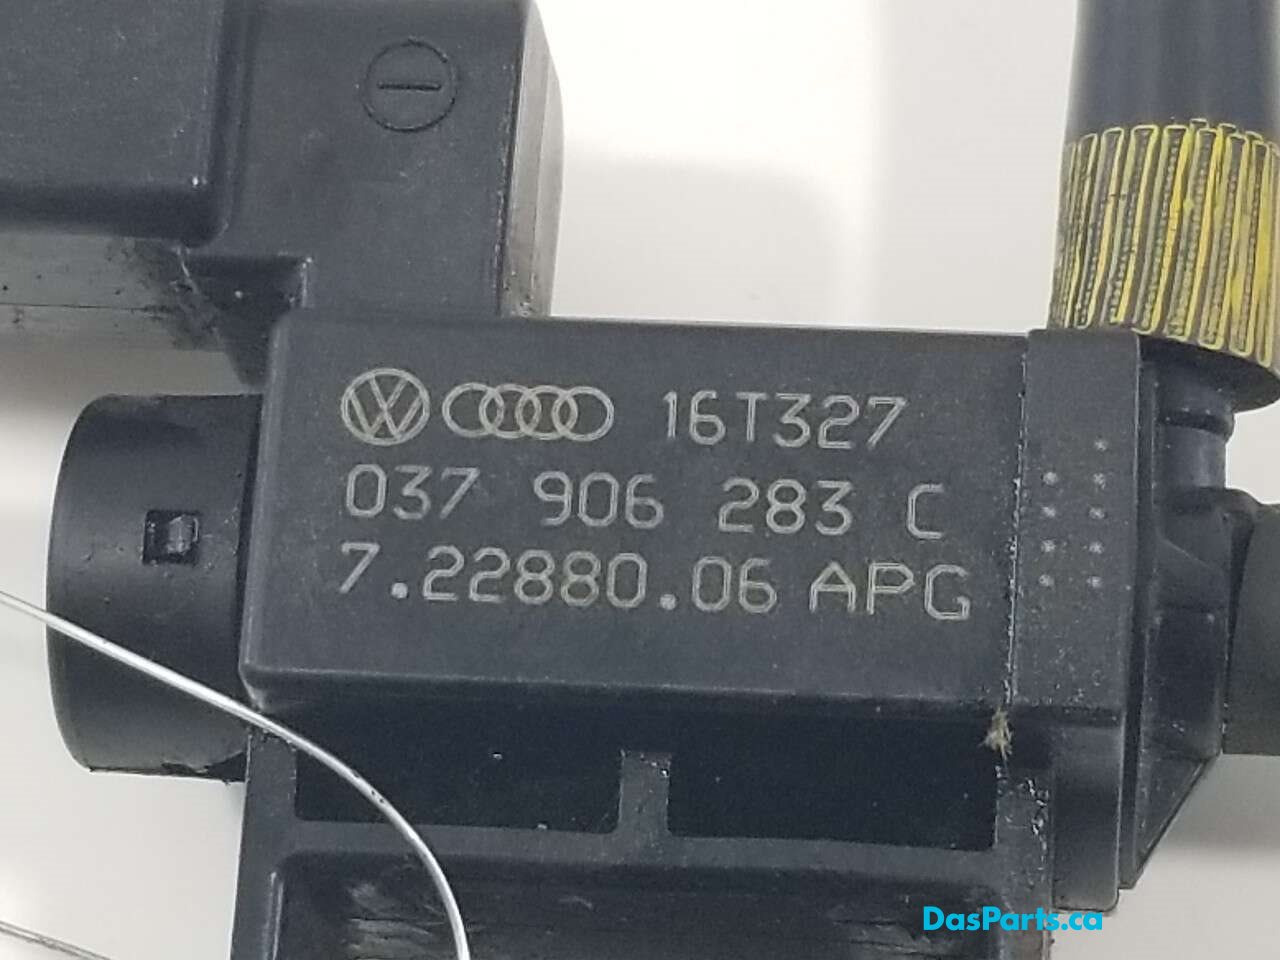 16T327
037 906 283 C
7.22880.06 APG
DasParts.ca